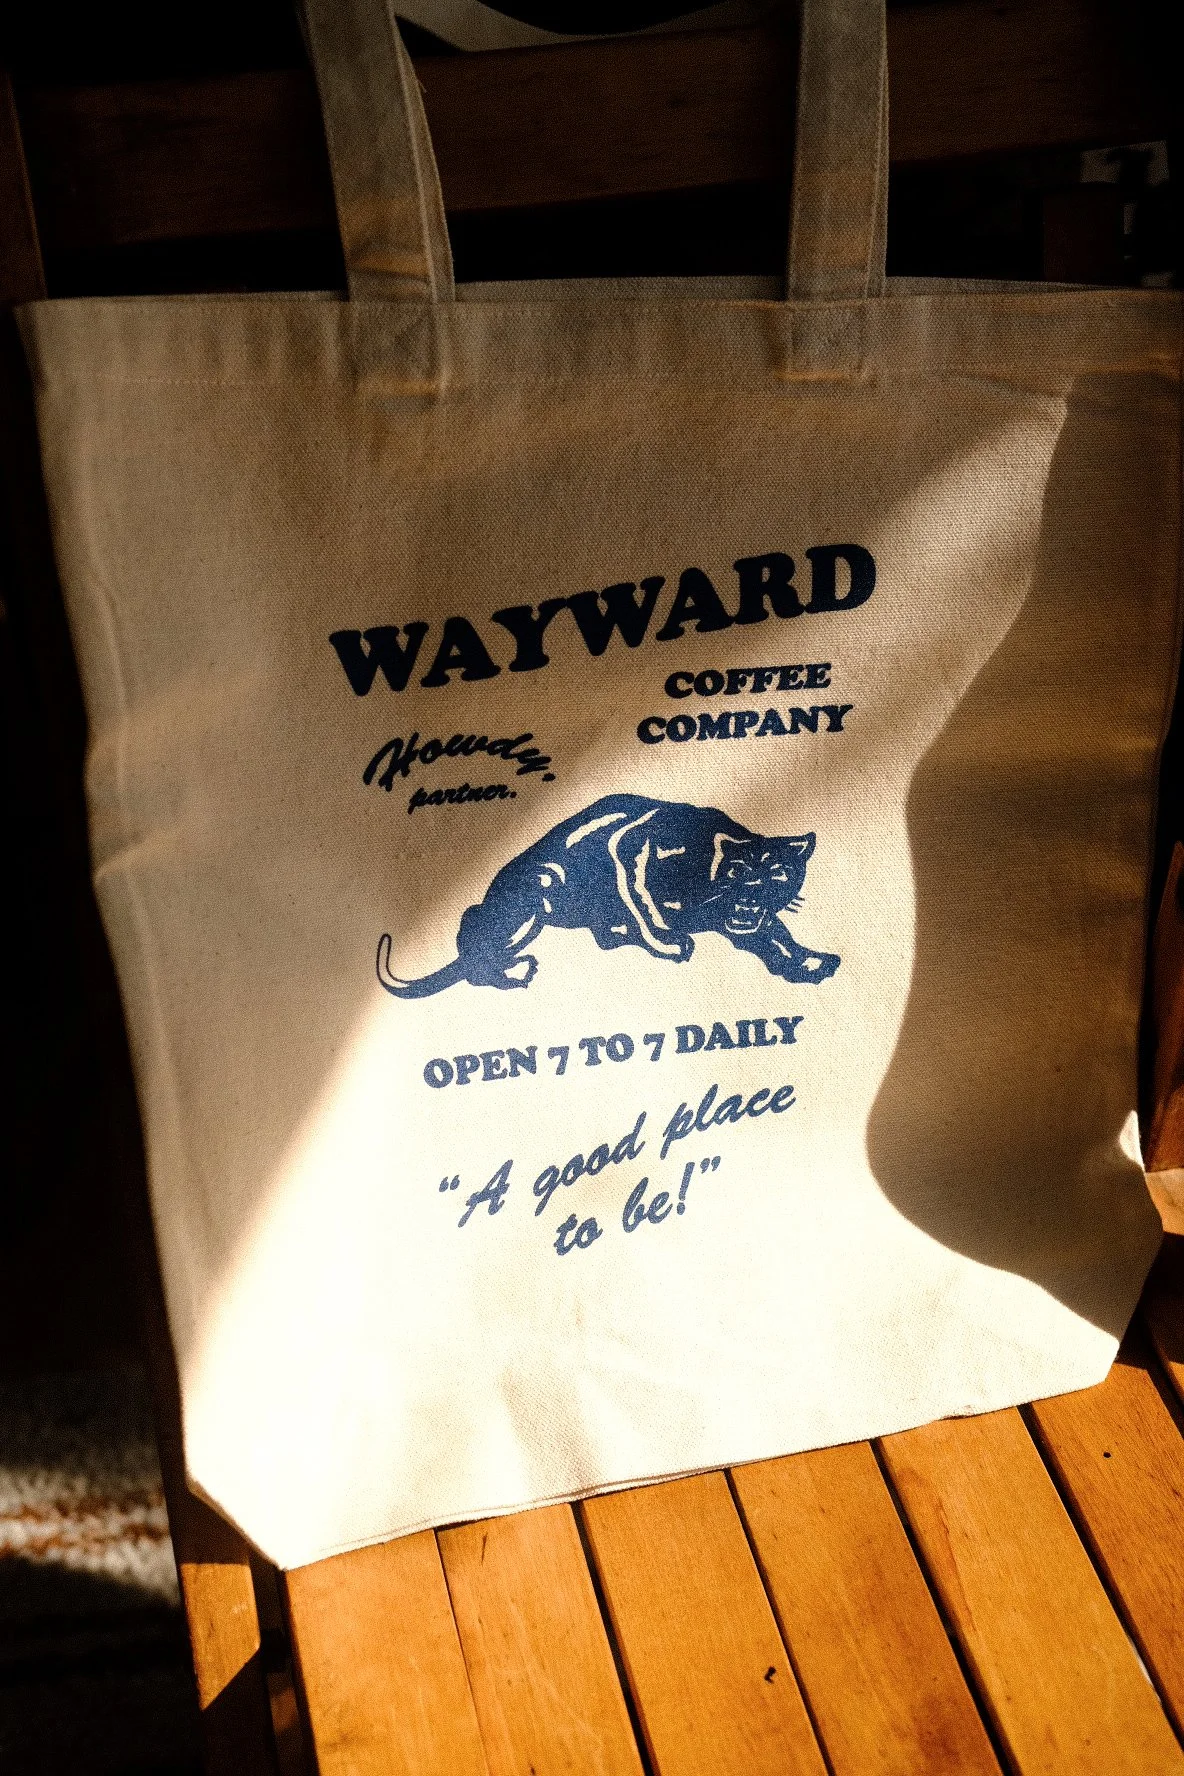 WAYWARD
COFFEE
COMPANY
Howdy,
partner.
OPEN 7 TO 7 DAILY
“A good place
to be!”